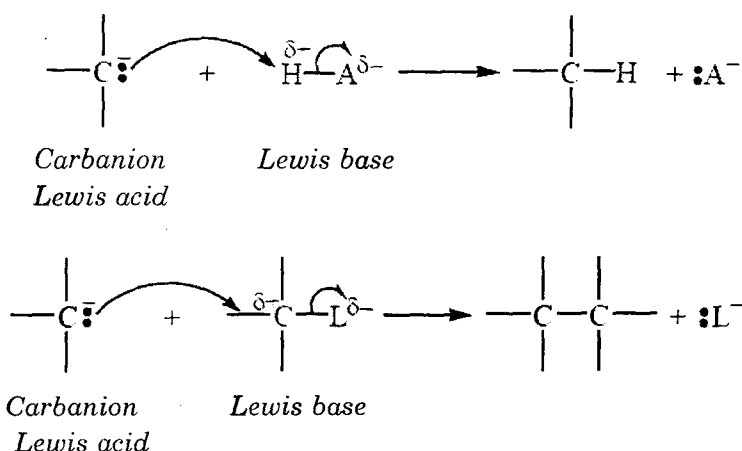 δ−
—C:⁻ + H—A^δ− ⟶ —C—H + :A⁻
Carbanion Lewis base
Lewis acid
—C:⁻ + —^δ−C—L^δ− ⟶ —C—C— + :L⁻
Carbanion Lewis base
Lewis acid